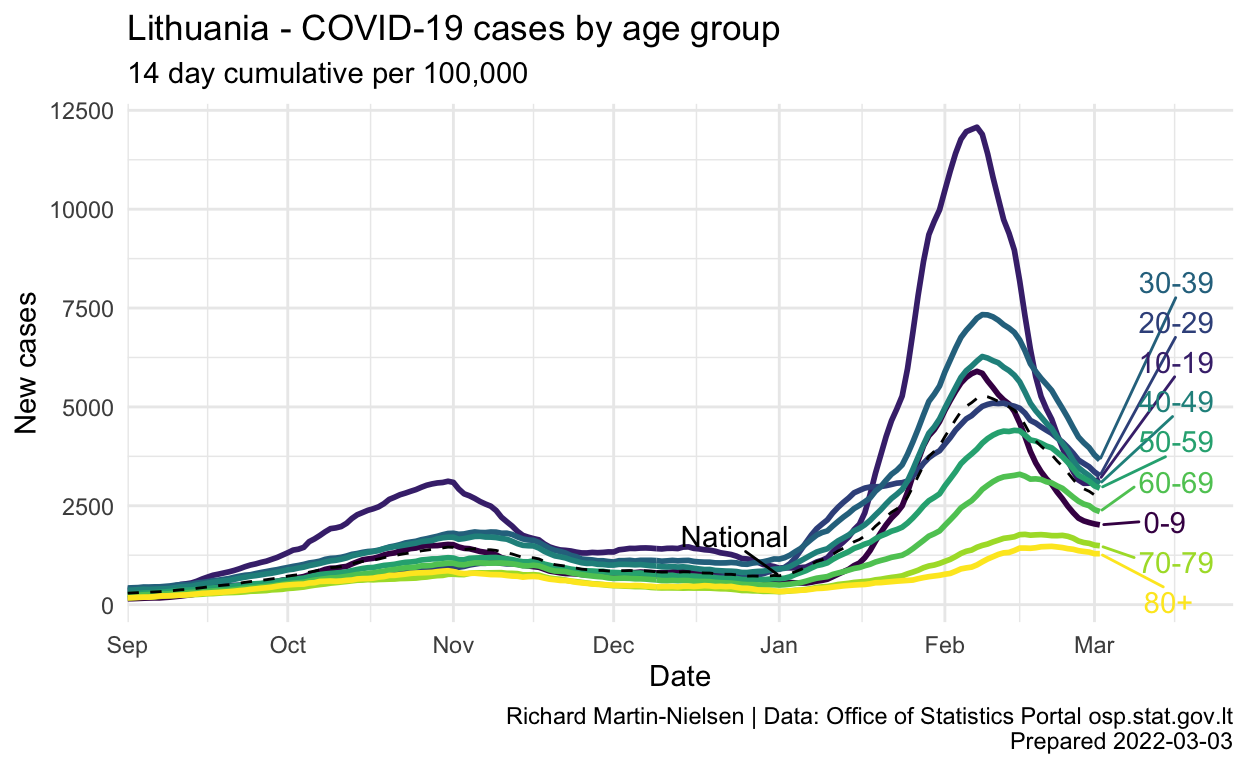 Lithuania - COVID-19 cases by age group
14 day cumulative per 100,000
12500
10000
7500
5000
2500
0
New cases
30-39
20-29
10-19
40-49
50-59
60-69
0-9
70-79
80+
National
Sep Oct Nov Dec Jan Feb Mar
Date
Richard Martin-Nielsen | Data: Office of Statistics Portal osp.stat.gov.lt
Prepared 2022-03-03